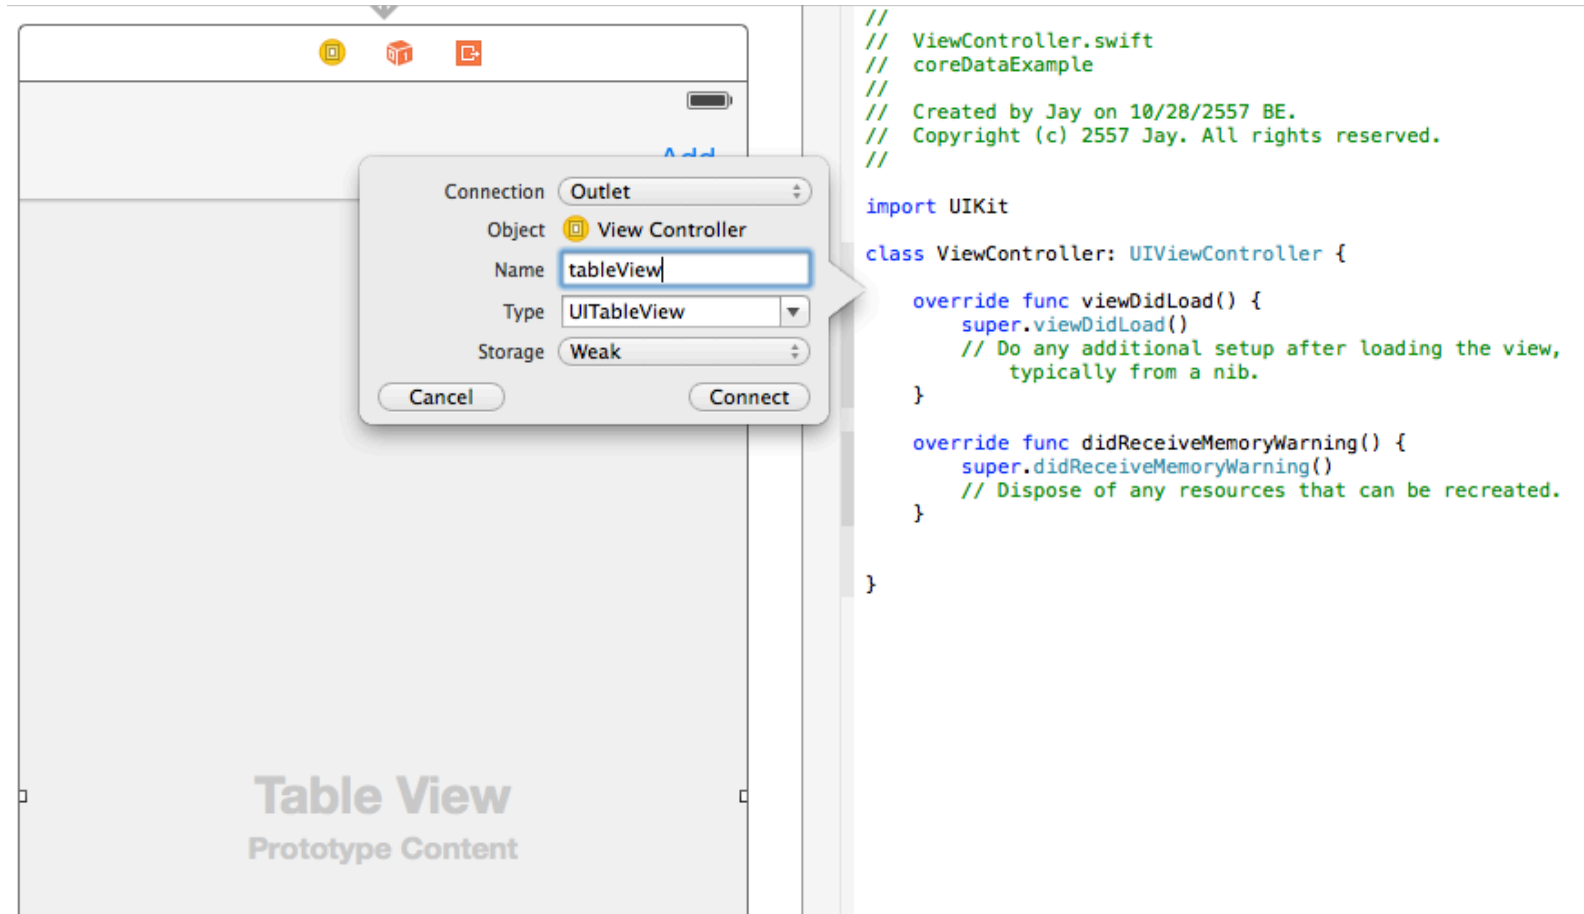 Add
Connection Outlet
Object View Controller
Name tableView
Type UITableView
Storage Weak
Cancel Connect
Table View
Prototype Content
//
// ViewController.swift
// coreDataExample
//
// Created by Jay on 10/28/2557 BE.
// Copyright (c) 2557 Jay. All rights reserved.
//
import UIKit
class ViewController: UIViewController {
override func viewDidLoad() {
super.viewDidLoad()
// Do any additional setup after loading the view,
typically from a nib.
}
override func didReceiveMemoryWarning() {
super.didReceiveMemoryWarning()
// Dispose of any resources that can be recreated.
}
}